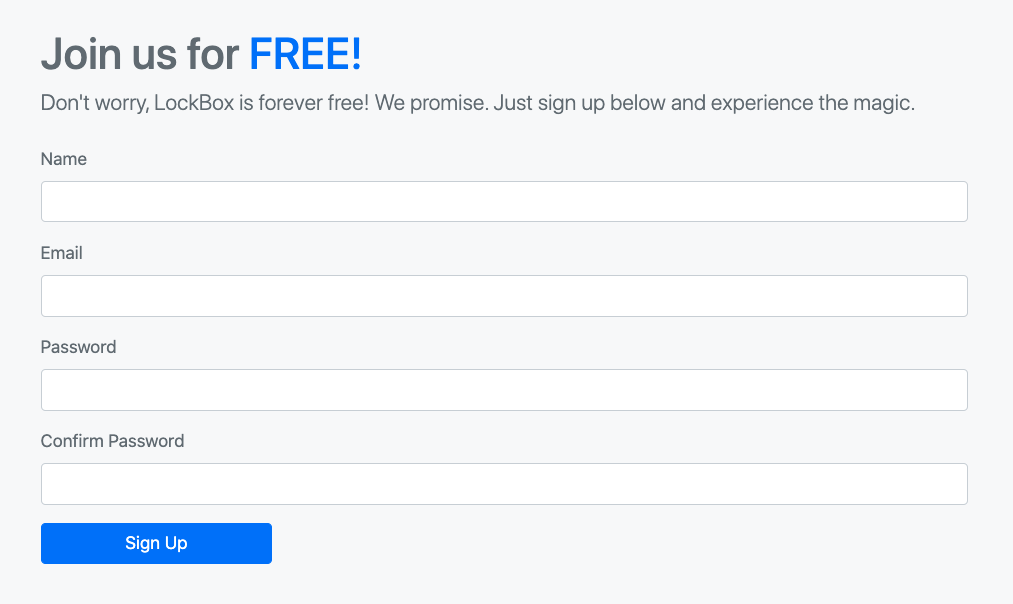 Join us for FREE!
Don't worry, LockBox is forever free! We promise. Just sign up below and experience the magic.
Name
Email
Password
Confirm Password
Sign Up